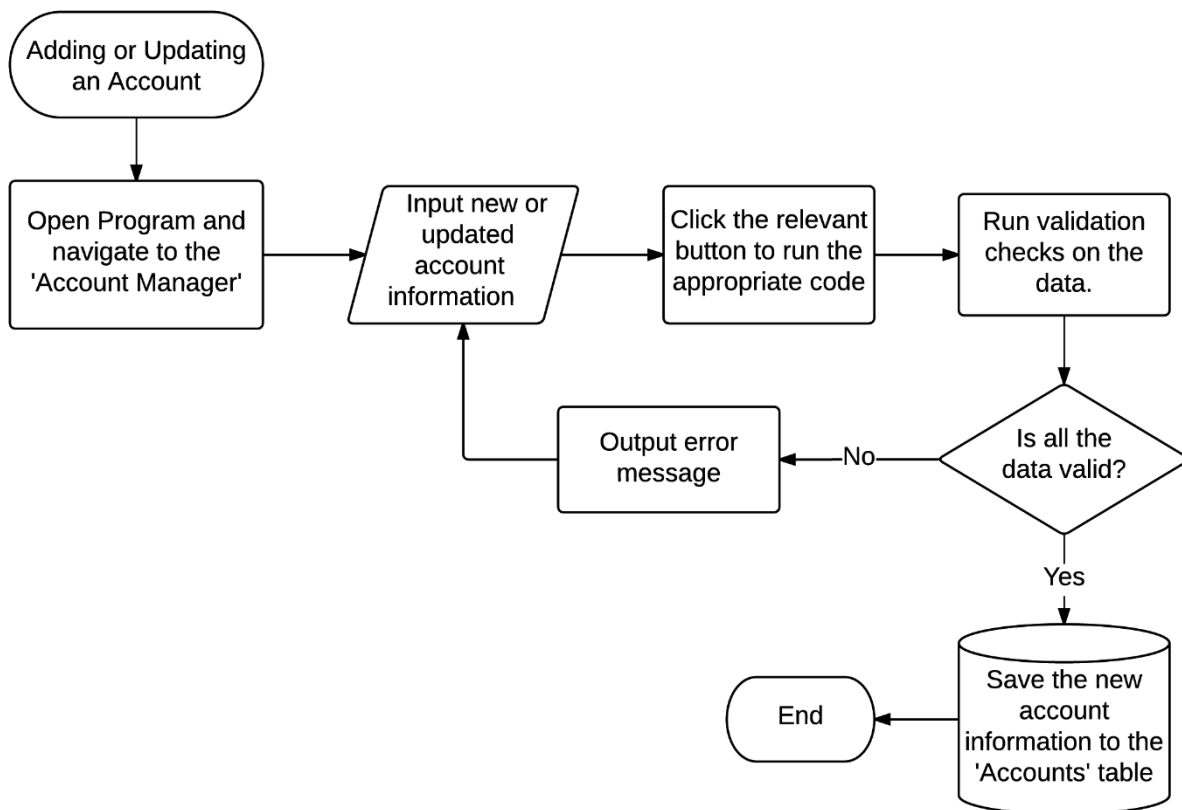 Adding or Updating
an Account
Open Program and
navigate to the
'Account Manager'
Input new or
updated
account
information
Click the relevant
button to run the
appropriate code
Run validation
checks on the
data.
Is all the
data valid?
No
Output error
message
Yes
Save the new
account
information to the
'Accounts' table
End